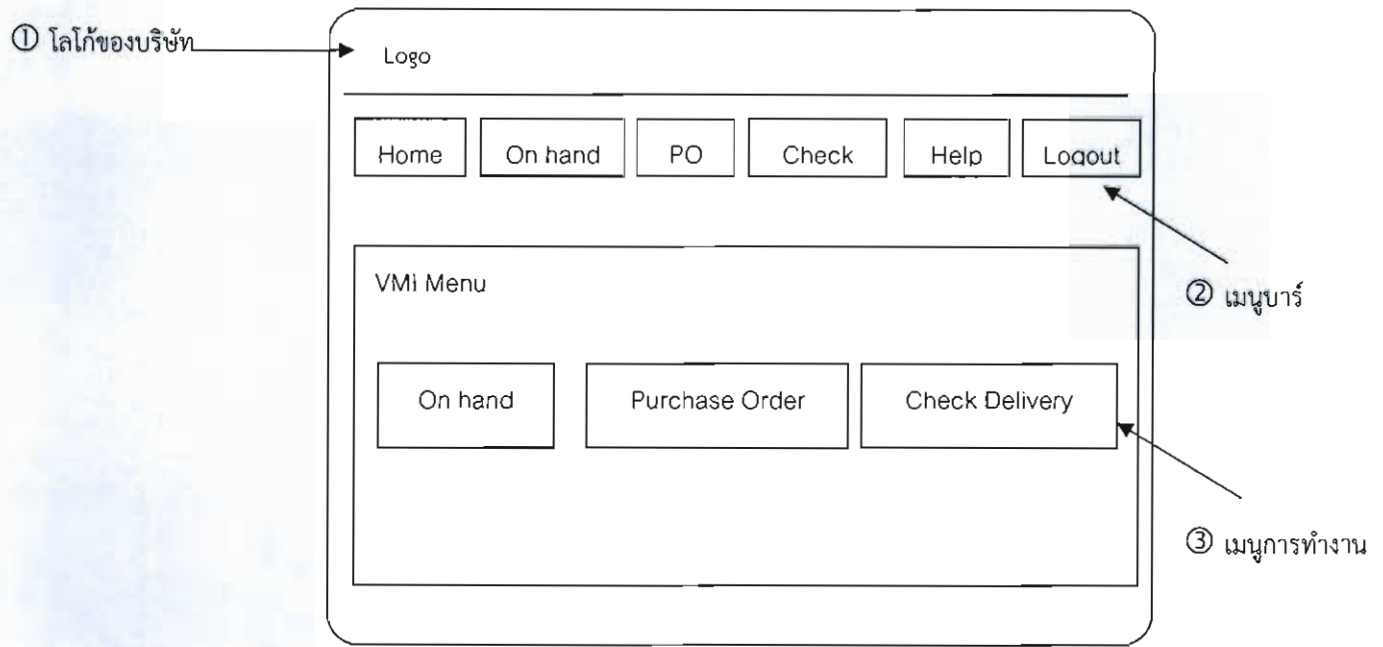 ① โลโก้ของบริษัท
Logo
Home On hand PO Check Help Logout
② เมนูบาร์
VMI Menu
On hand Purchase Order Check Delivery
③ เมนูการทำงาน